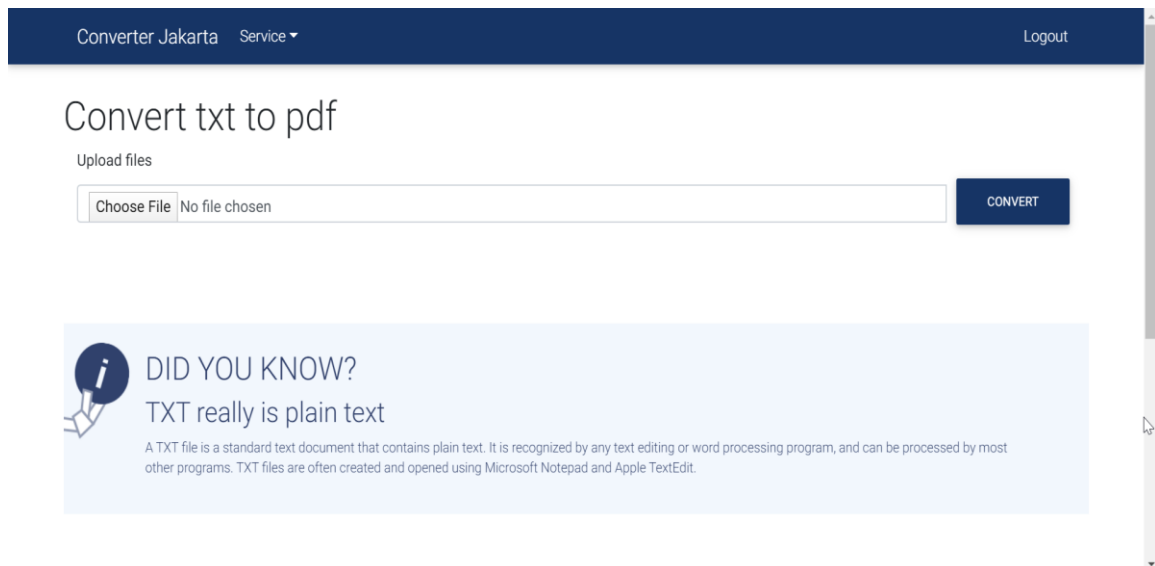 Converter Jakarta Service Logout
Convert txt to pdf
Upload files
Choose File No file chosen CONVERT
i
DID YOU KNOW?
TXT really is plain text
A TXT file is a standard text document that contains plain text. It is recognized by any text editing or word processing program, and can be processed by most
other programs. TXT files are often created and opened using Microsoft Notepad and Apple TextEdit.